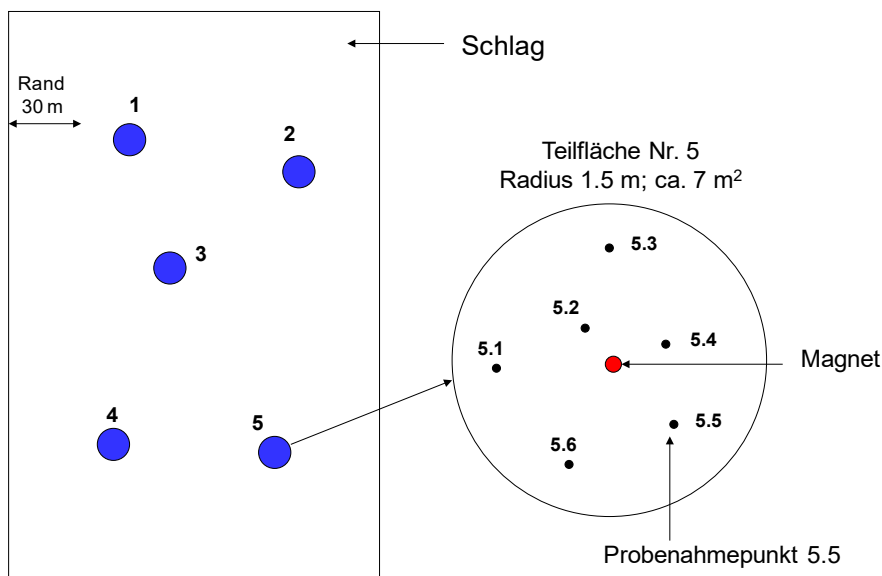 Schlag
Rand
30 m
1
2
3
4
5
Teilfläche Nr. 5
Radius 1.5 m; ca. 7 m²
5.3
5.2
5.4
5.1
Magnet
5.5
5.6
Probenahmepunkt 5.5